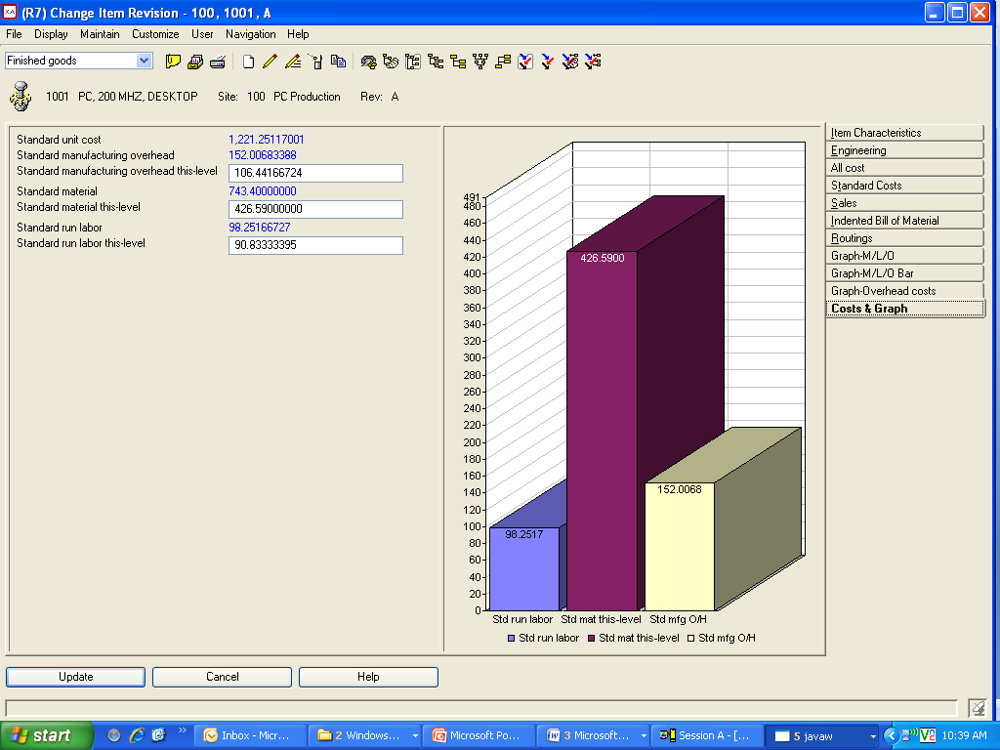 (R7) Change Item Revision - 100, 1001, A
File Display Maintain Customize User Navigation Help
Finished goods
1001 PC, 200 MHZ, DESKTOP Site: 100 PC Production Rev: A
Standard unit cost 1,221.25117001
Standard manufacturing overhead 152.00683388
Standard manufacturing overhead this-level 106.44166724
Standard material 743.40000000
Standard material this-level 426.59000000
Standard run labor 98.25166727
Standard run labor this-level 90.83333395
491
480
460
440
420
400
380
360
340
320
300
280
260
240
220
200
180
160
140
120
100
80
60
40
20
0
426.5900
152.0068
98.2517
Std run labor Std mat this-level Std mfg O/H
Std run labor Std mat this-level Std mfg O/H
Item Characteristics
Engineering
All cost
Standard Costs
Sales
Indented Bill of Material
Routings
Graph-M/L/O
Graph-M/L/O Bar
Graph-Overhead costs
Costs & Graph
Update Cancel Help
start Inbox - Micr... 2 Windows... Microsoft Po... 3 Microsoft... Session A - [... 5 javaw 10:39 AM